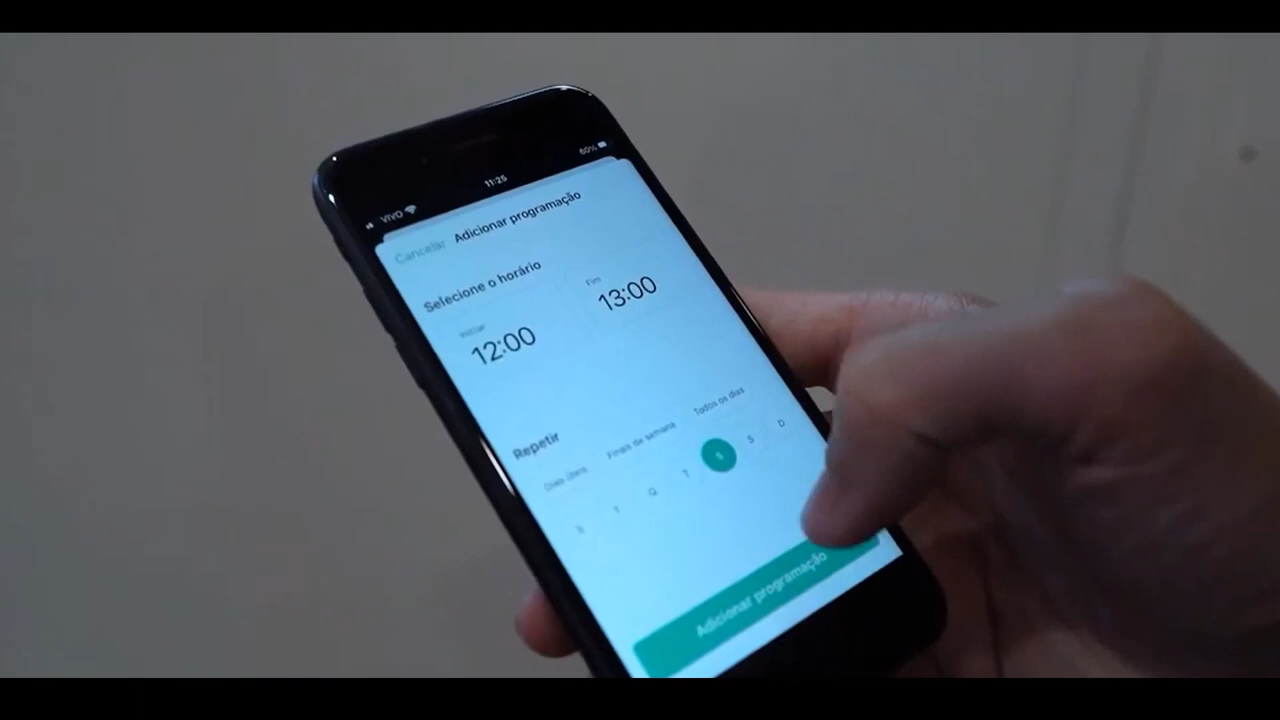 VIVO 11:25 60%
Cancelar Adicionar programação
Selecione o horário
Iniciar Fim
12:00 13:00
Repetir
Dias úteis Finais de semana Todos os dias
S T Q T S S D
Adicionar programação